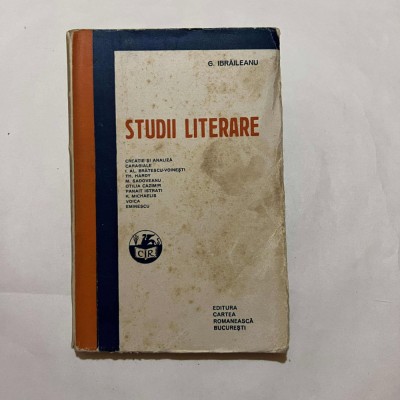 G. IBRĂILEANU
STUDII LITERARE
CREAȚIE ȘI ANALIZĂ
CARAGIALE
I. AL. BRĂTESCU-VOINEȘTI
TH. HARDY
M. SADOVEANU
OTILIA CAZIMIR
PANAIT ISTRATI
K. MICHAELIS
VOICA
EMINESCU
CR
EDITURA
CARTEA
ROMANEASCĂ
BUCUREȘTI